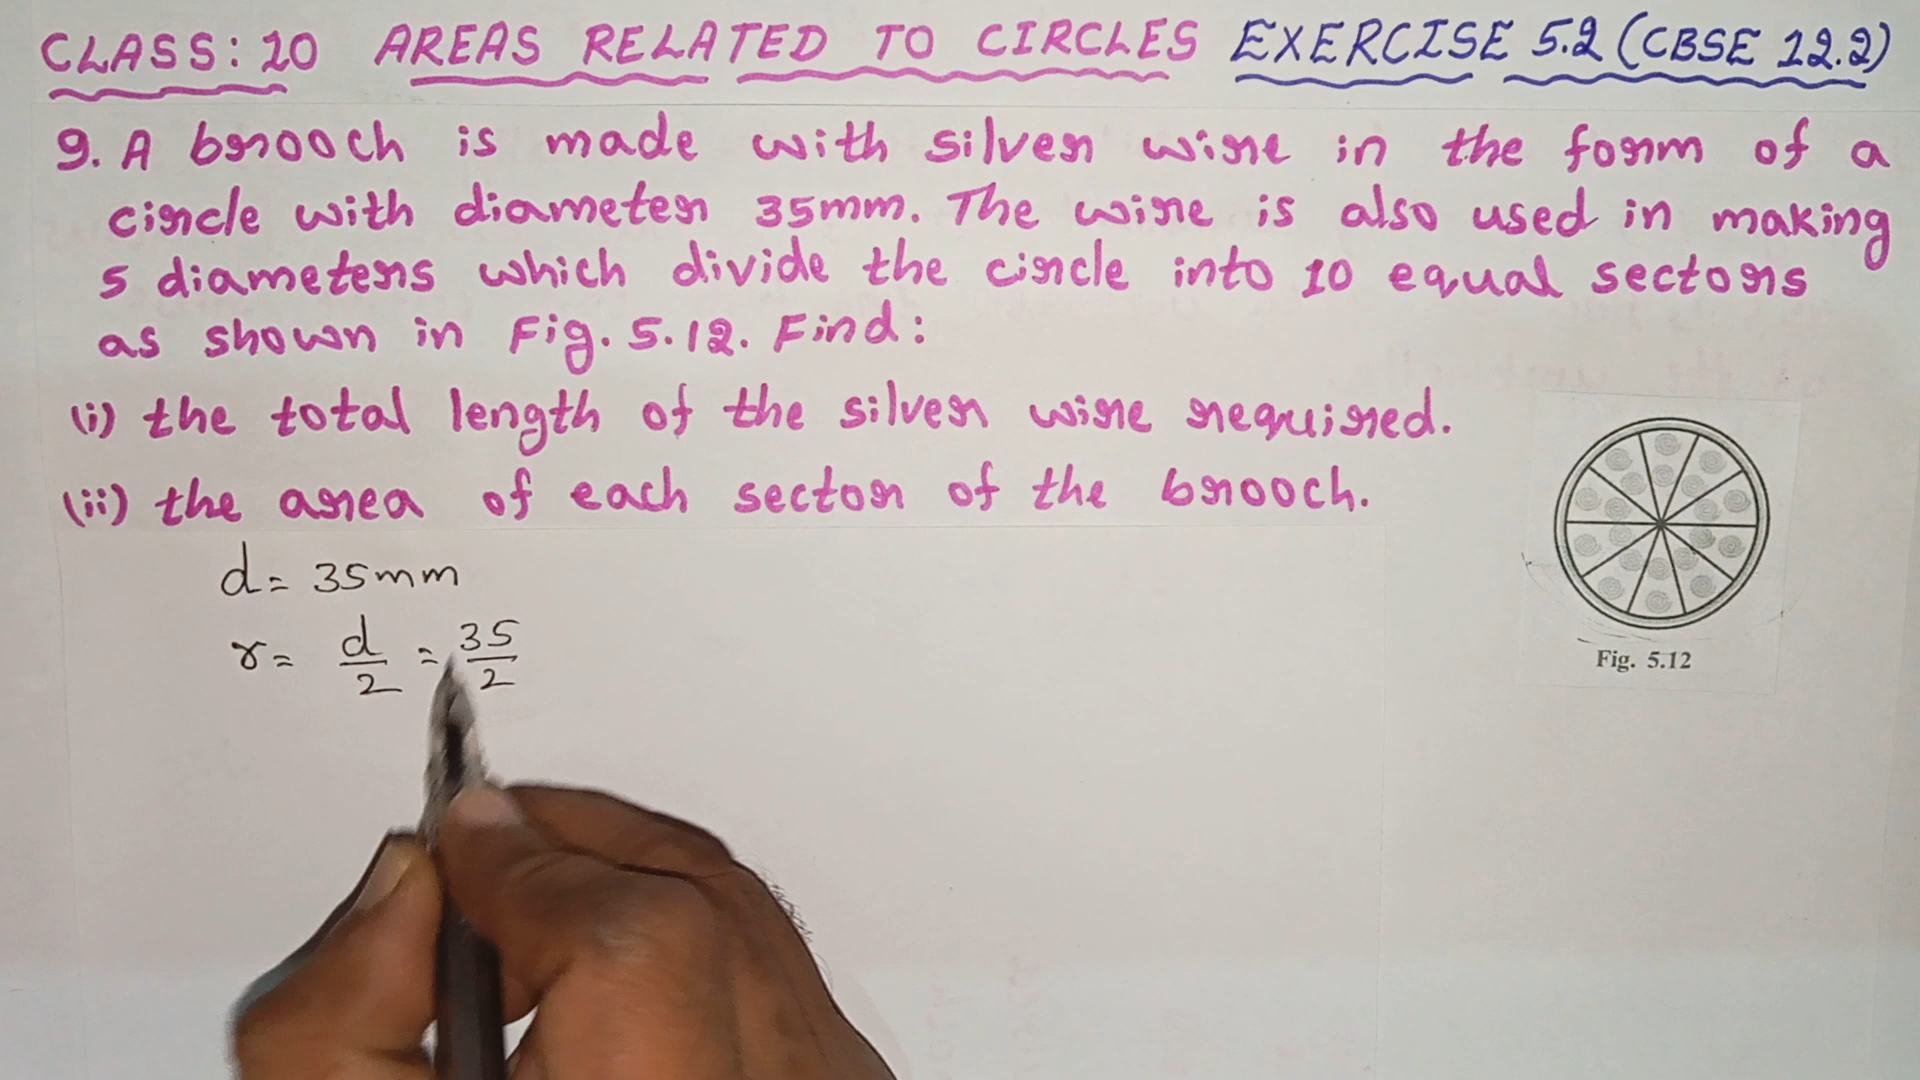 CLASS: 10 AREAS RELATED TO CIRCLES EXERCISE 5.2 (CBSE 12.2)
9. A brooch is made with silver wire in the form of a
circle with diameter 35mm. The wire is also used in making
5 diameters which divide the circle into 10 equal sectors
as shown in Fig. 5.12. Find:
(i) the total length of the silver wire required.
(ii) the area of each sector of the brooch.
d = 35mm
r = d/2 = 35/2
Fig. 5.12